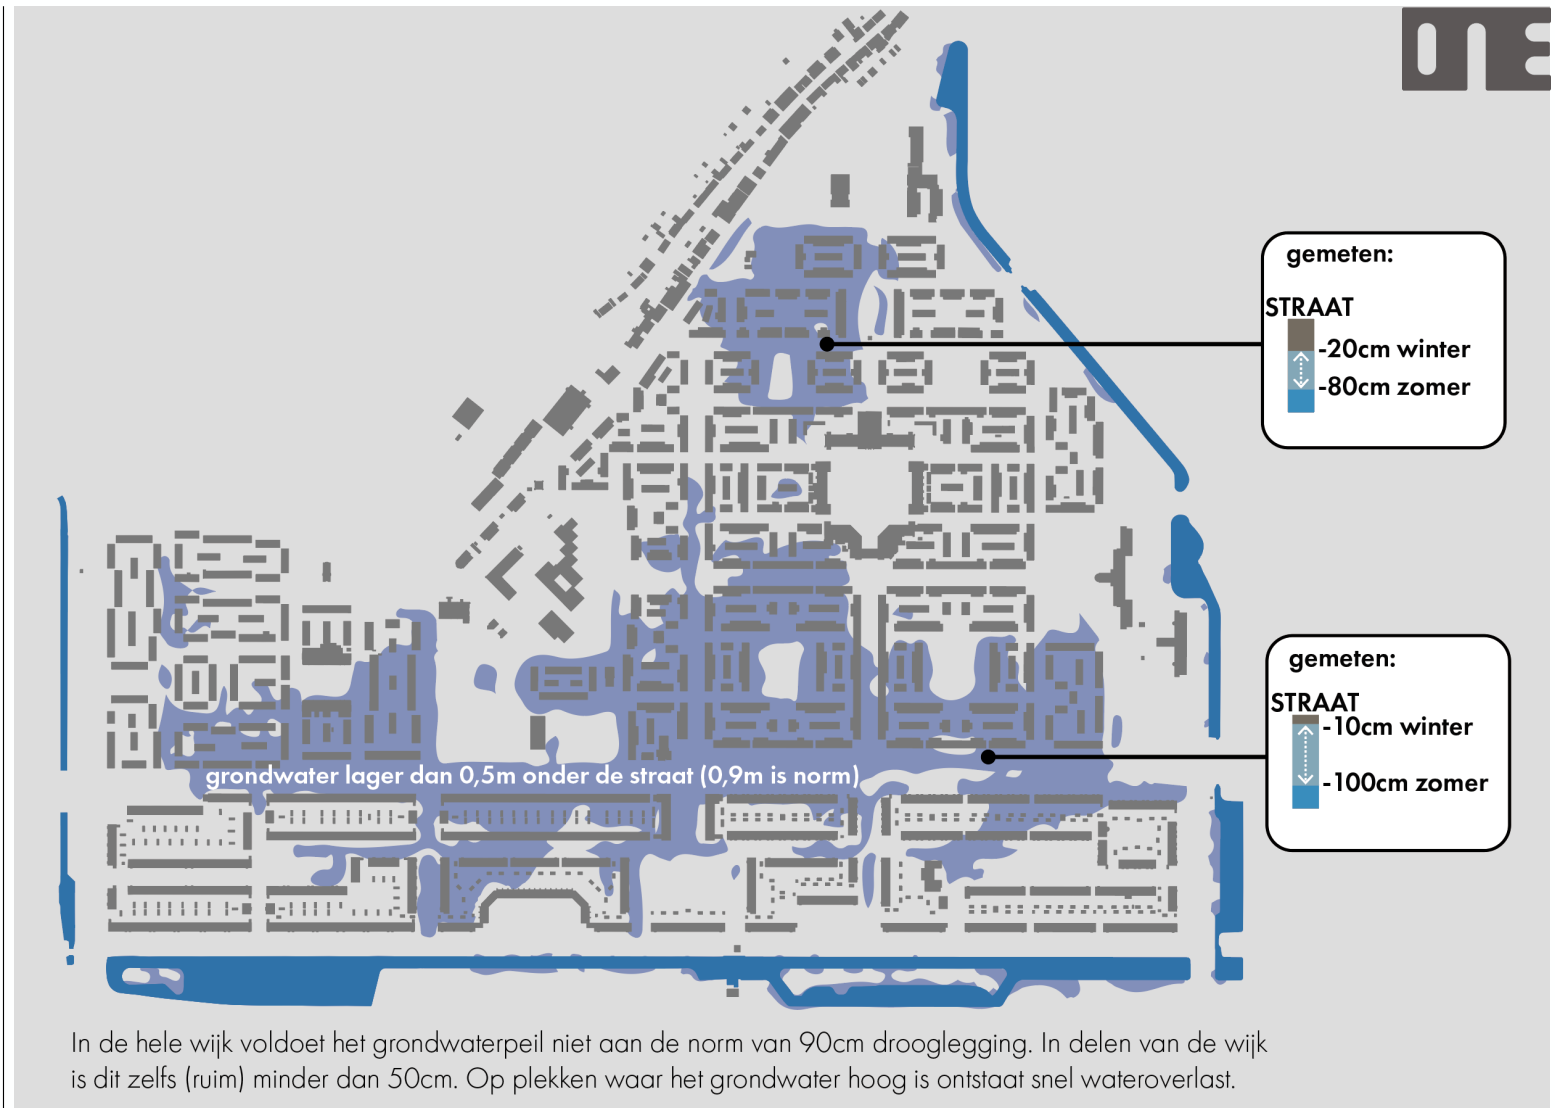 gemeten:
STRAAT
-20cm winter
-80cm zomer
gemeten:
STRAAT
-10cm winter
-100cm zomer
grondwater lager dan 0,5m onder de straat (0,9m is norm)
In de hele wijk voldoet het grondwaterpeil niet aan de norm van 90cm drooglegging. In delen van de wijk
is dit zelfs (ruim) minder dan 50cm. Op plekken waar het grondwater hoog is ontstaat snel wateroverlast.